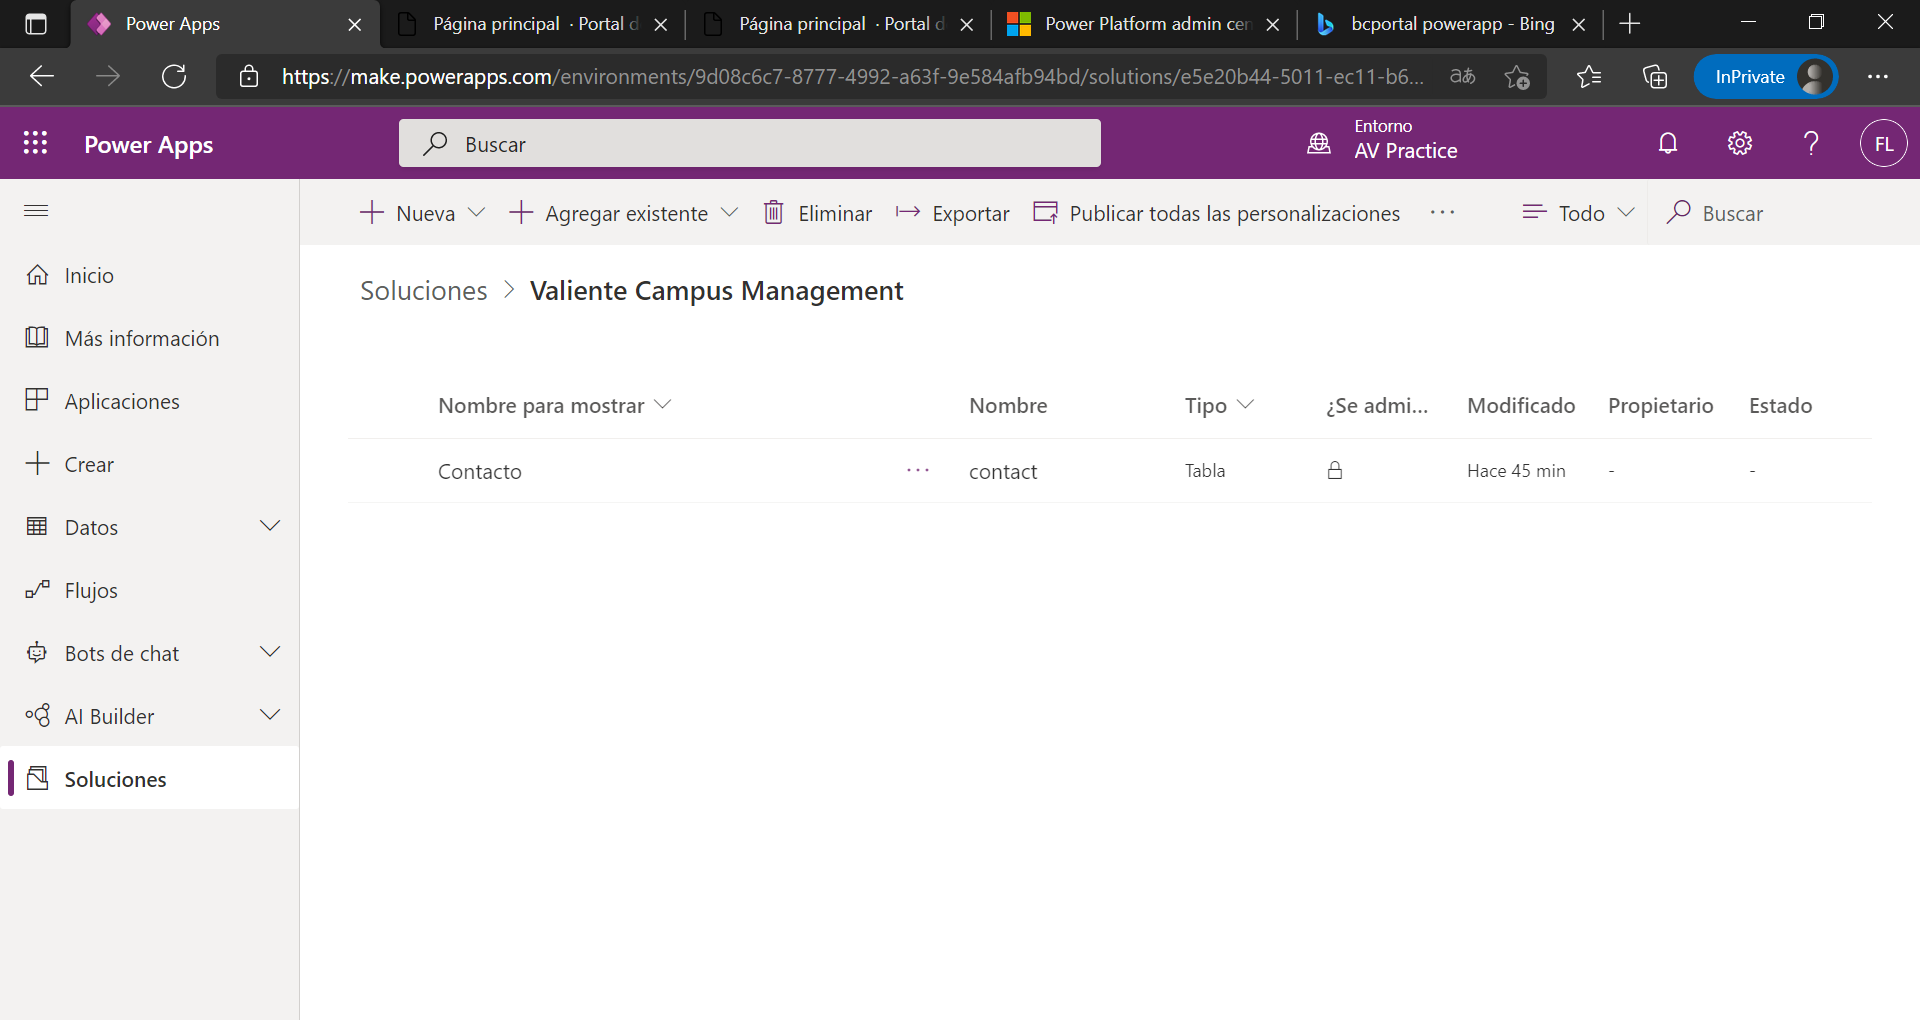 Power Apps
Página principal · Portal d
Página principal · Portal d
Power Platform admin cen
bcportal powerapp - Bing
https://make.powerapps.com/environments/9d08c6c7-8777-4992-a63f-9e584afb94bd/solutions/e5e20b44-5011-ec11-b6...
aあ
InPrivate
Power Apps
Buscar
Entorno
AV Practice
FL
Nueva
Agregar existente
Eliminar
Exportar
Publicar todas las personalizaciones
Todo
Buscar
Inicio
Más información
Aplicaciones
Crear
Datos
Flujos
Bots de chat
AI Builder
Soluciones
Soluciones > Valiente Campus Management
Nombre para mostrar Nombre Tipo ¿Se admi... Modificado Propietario Estado
Contacto ... contact Tabla Hace 45 min - -